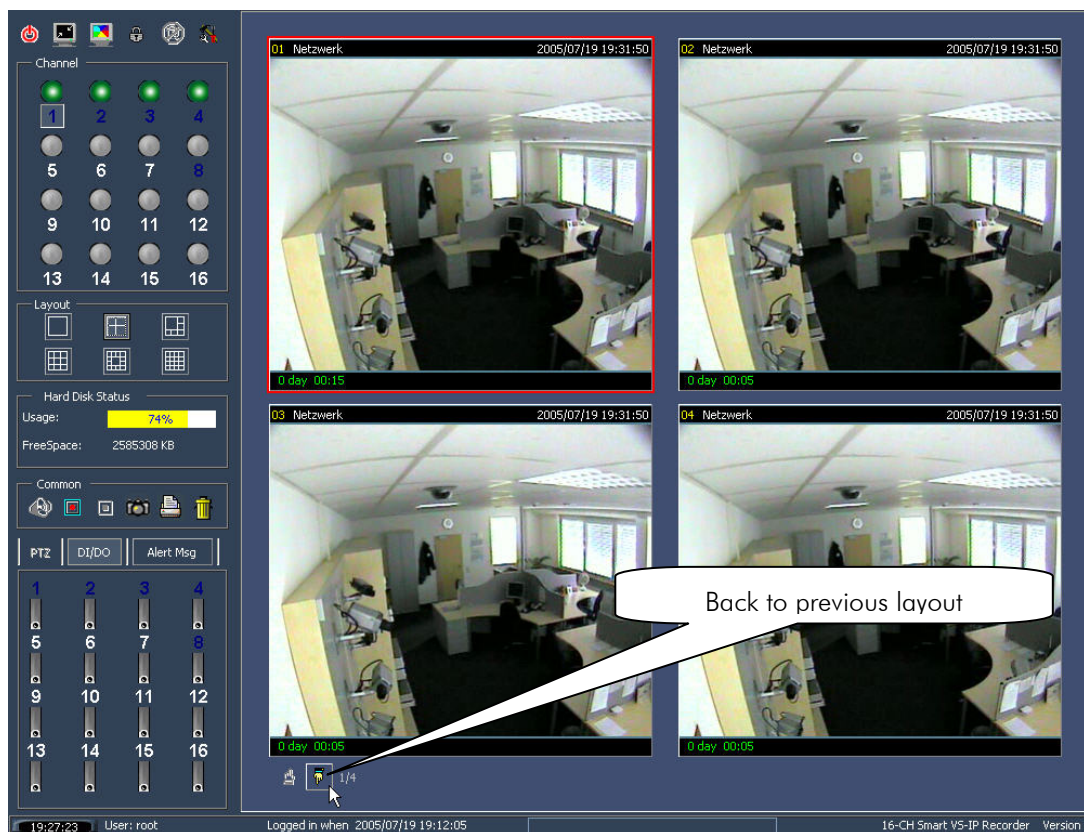 Channel
1 2 3 4
5 6 7 8
9 10 11 12
13 14 15 16
Layout
Hard Disk Status
Usage: 74%
FreeSpace: 2585308 KB
Common
PTZ DI/DO Alert Msg
1 2 3 4
5 6 7 8
9 10 11 12
13 14 15 16
01 Netzwerk 2005/07/19 19:31:50
0 day 00:15
02 Netzwerk 2005/07/19 19:31:50
0 day 00:05
03 Netzwerk 2005/07/19 19:31:50
0 day 00:05
04 Netzwerk 2005/07/19 19:31:50
0 day 00:05
Back to previous layout
1/4
19:27:23 User: root Logged in when 2005/07/19 19:12:05 16-CH Smart VS-IP Recorder Version